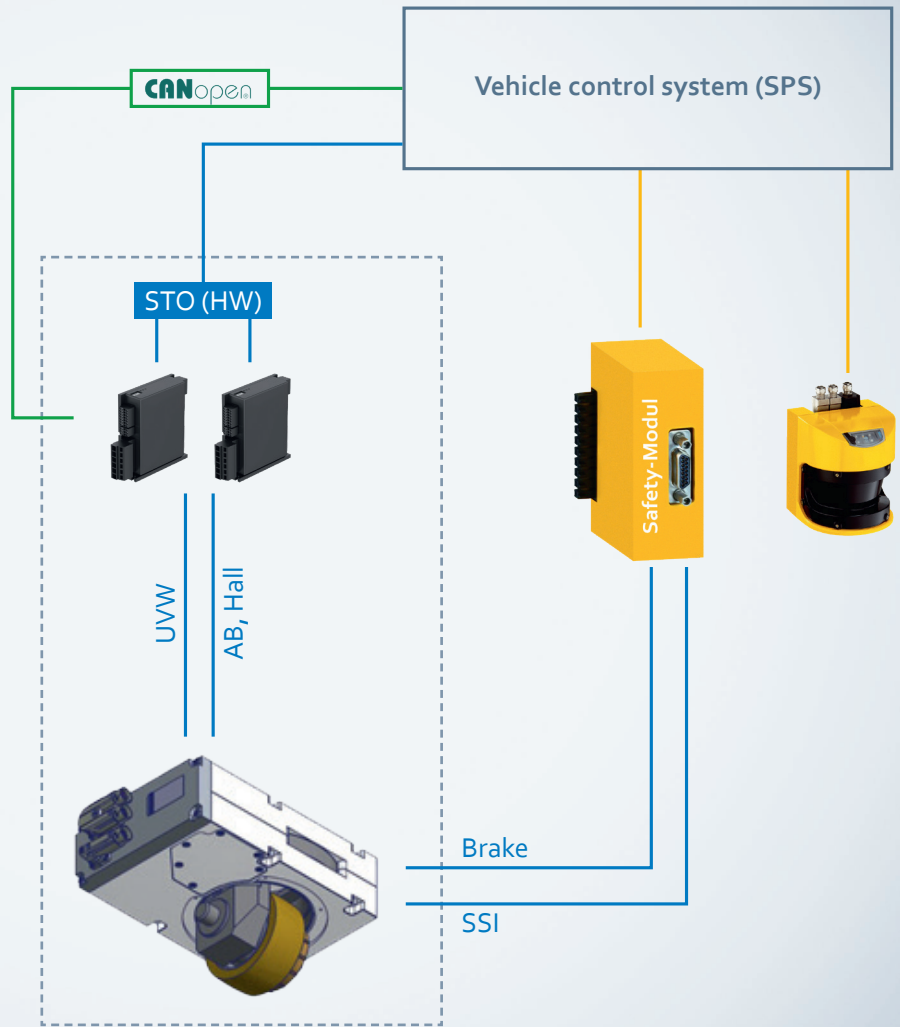 CANopen®
Vehicle control system (SPS)
STO (HW)
Safety-Modul
UVW
AB, Hall
Brake
SSI